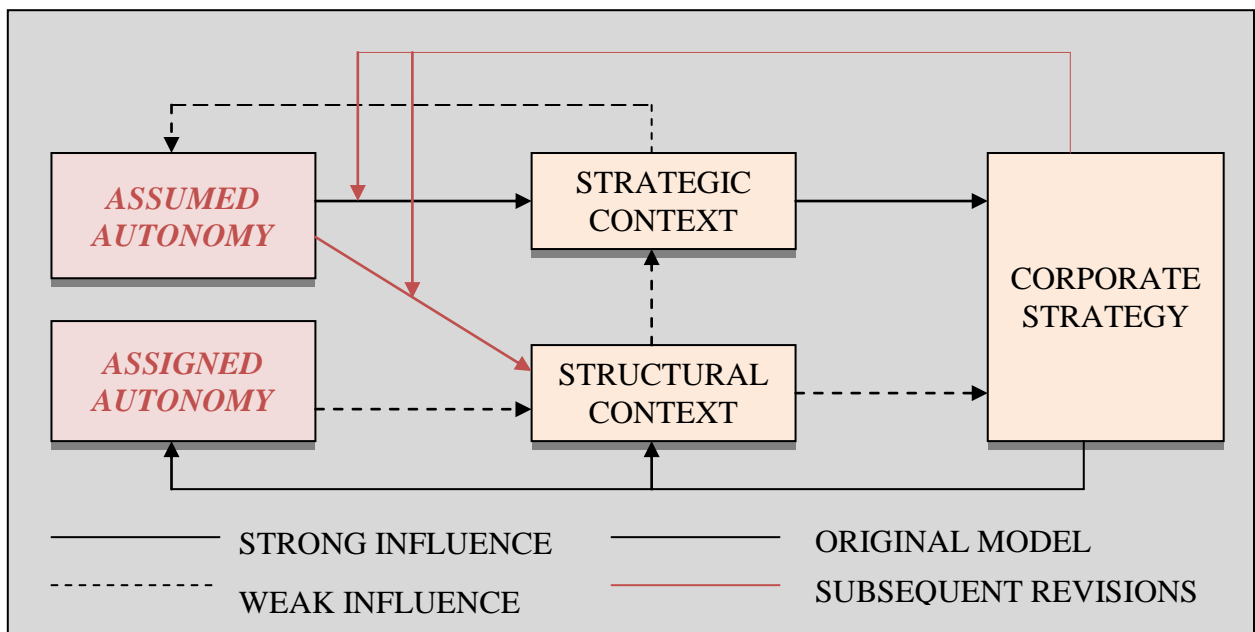 ASSUMED
AUTONOMY
STRATEGIC
CONTEXT
CORPORATE
STRATEGY
ASSIGNED
AUTONOMY
STRUCTURAL
CONTEXT
STRONG INFLUENCE
ORIGINAL MODEL
WEAK INFLUENCE
SUBSEQUENT REVISIONS